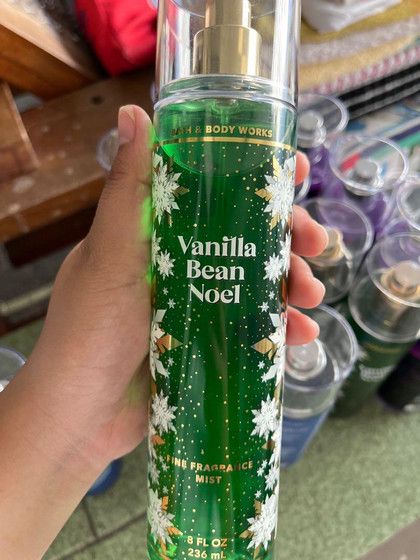 BATH & BODY WORKS
Vanilla
Bean
Noel
FINE FRAGRANCE
MIST
8 FL OZ
236 mL